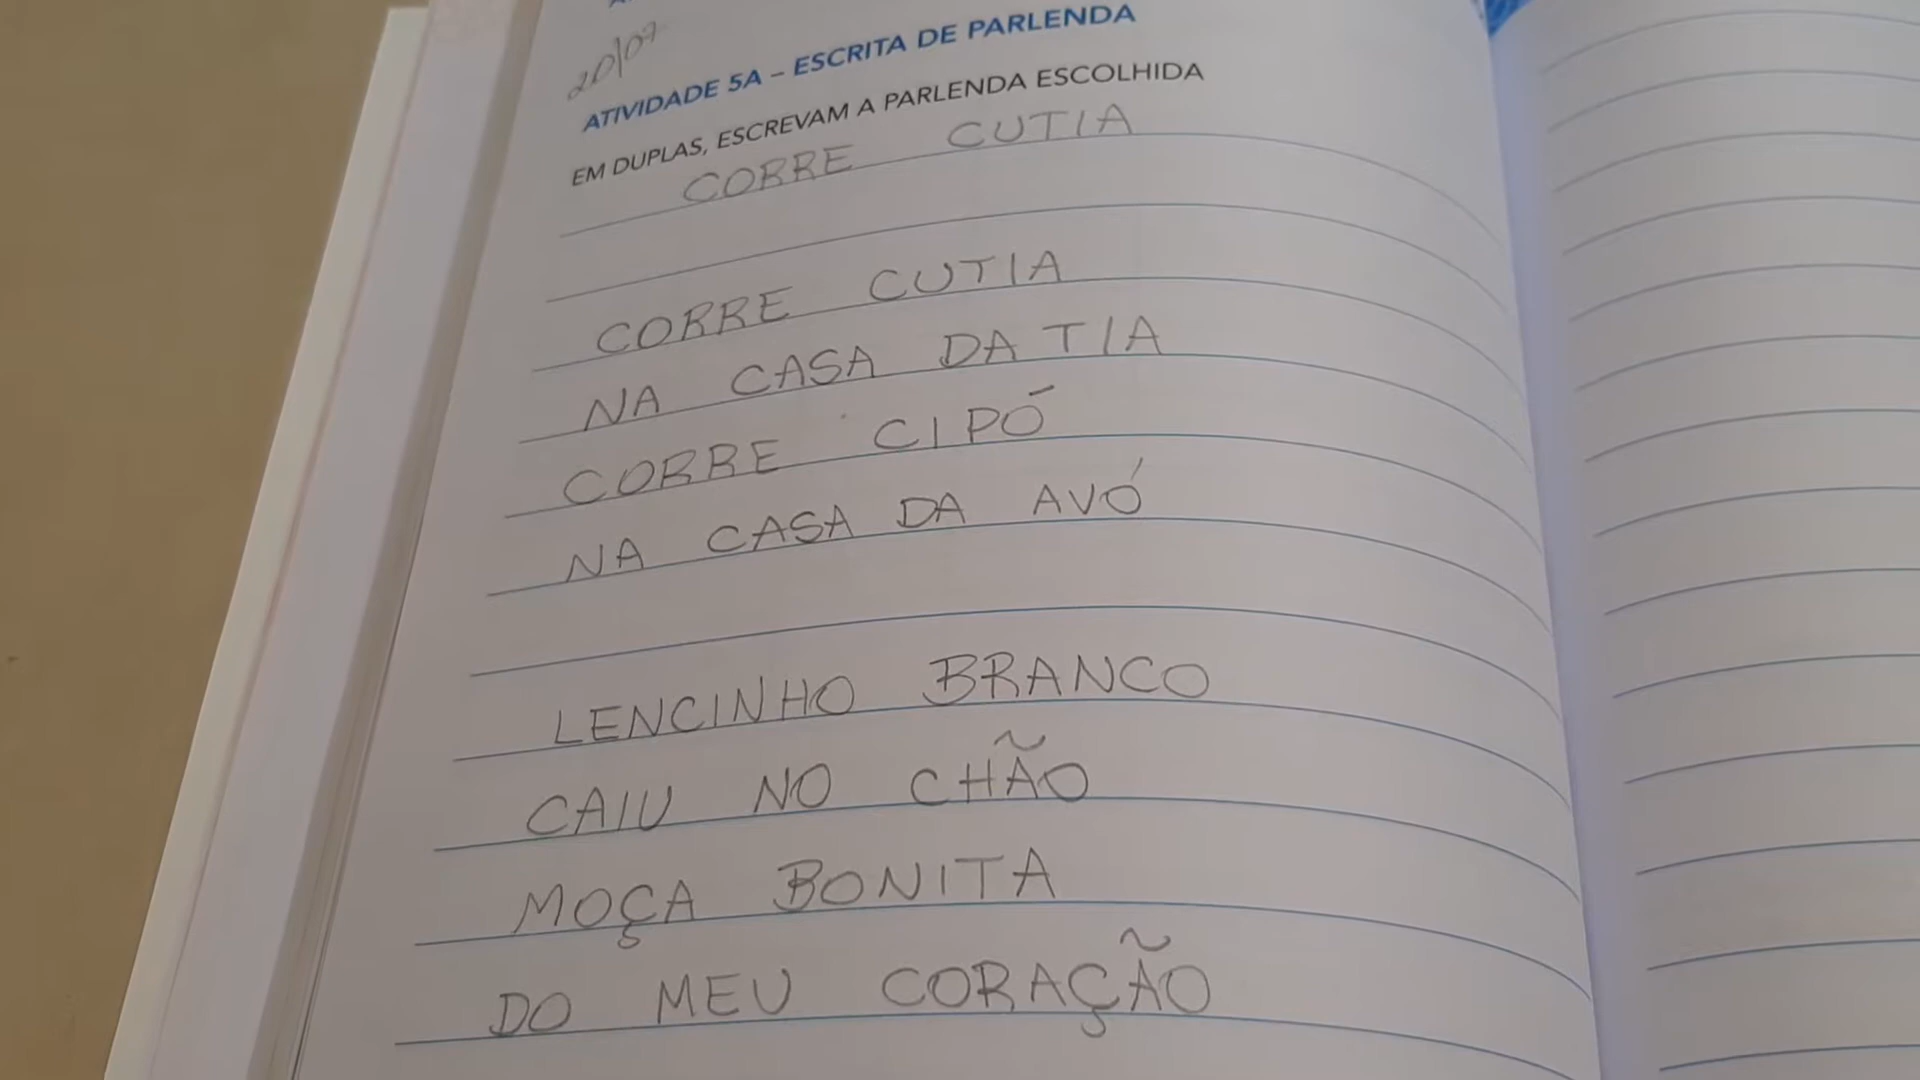 20/07
ATIVIDADE 5A – ESCRITA DE PARLENDA
EM DUPLAS, ESCREVAM A PARLENDA ESCOLHIDA
CORRE CUTIA
CORRE CUTIA
NA CASA DA TIA
CORRE CIPÓ
NA CASA DA AVÓ
LENCINHO BRANCO
CAIU NO CHÃO
MOÇA BONITA
DO MEU CORAÇÃO